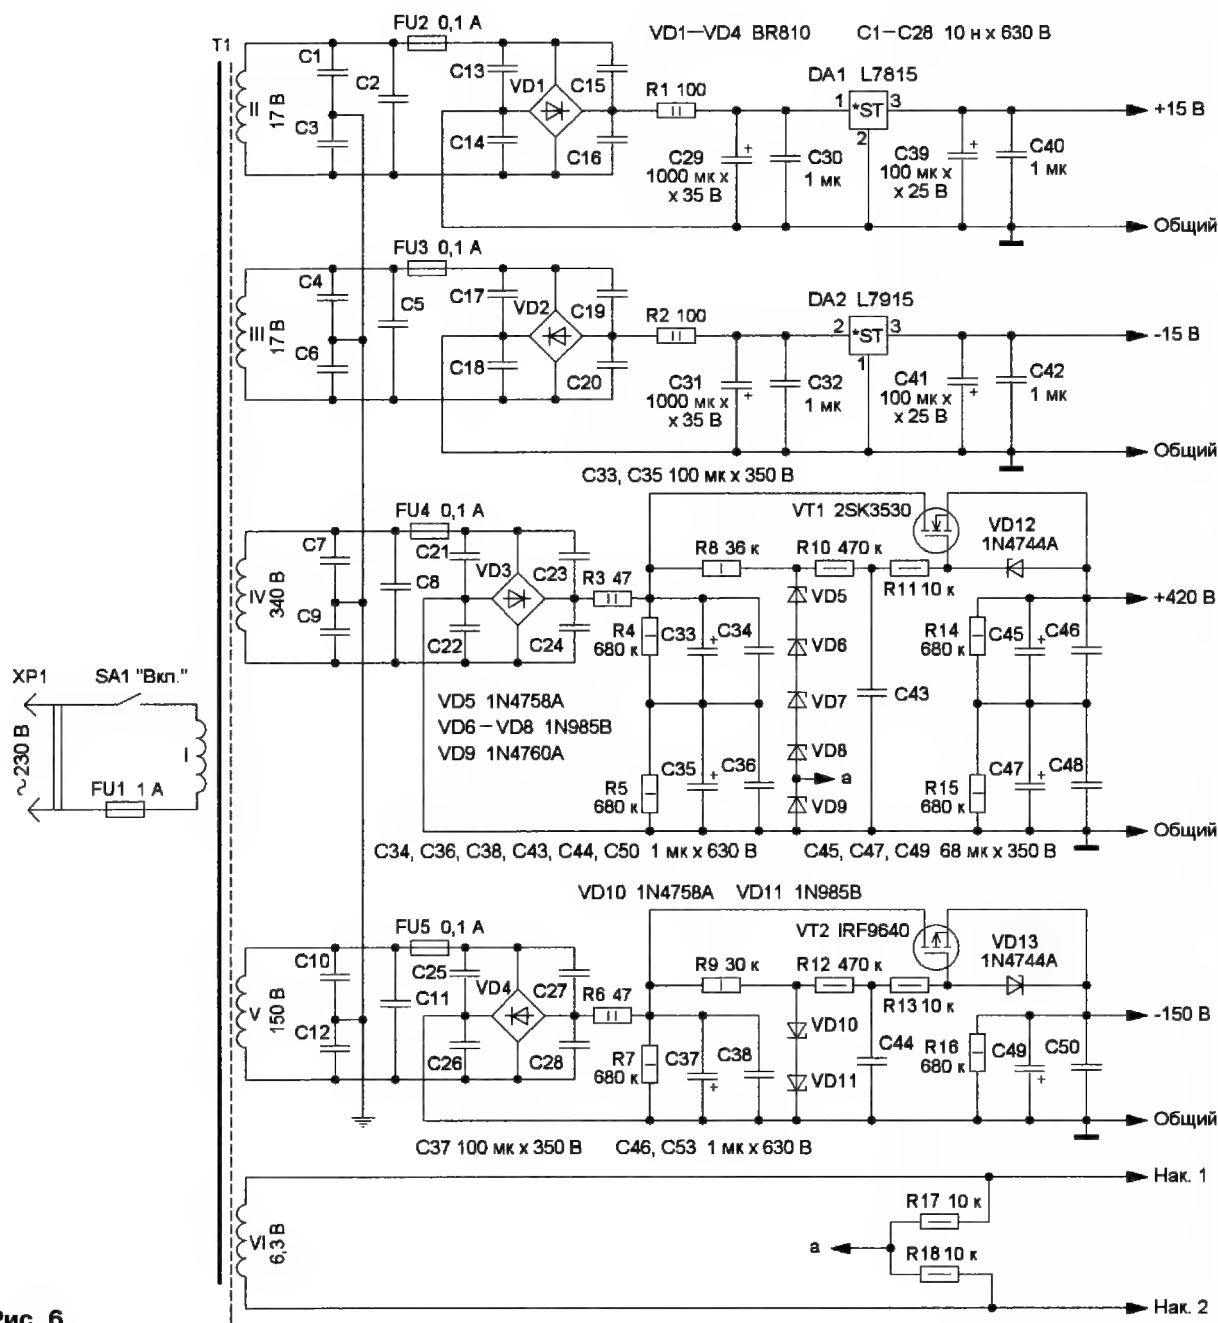 FU2 0,1 А
VD1—VD4 BR810
C1—C28 10 н x 630 В
T1
C1
C2
C3
II
17 В
C13
VD1
C15
C14
C16
R1 100
DA1 L7815
1
*ST
3
2
+15 В
C29
1000 мк x
x 35 В
C30
1 мк
C39
100 мк x
x 25 В
C40
1 мк
Общий
FU3 0,1 А
C4
C5
C6
III
17 В
C17
VD2
C19
C18
C20
R2 100
DA2 L7915
2
*ST
3
1
-15 В
C31
1000 мк x
x 35 В
C32
1 мк
C41
100 мк x
x 25 В
C42
1 мк
Общий
C33, C35 100 мк x 350 В
FU4 0,1 А
VT1 2SK3530
VD12
1N4744A
C7
C8
C9
IV
340 В
C21
VD3
C23
C22
C24
R3 47
R8 36 к
R10 470 к
R11 10 к
+420 В
R4
680 к
C33
C34
VD5
VD6
VD7
VD8
VD9
а
C43
R14
680 к
C45
C46
R5
680 к
C35
C36
R15
680 к
C47
C48
VD5 1N4758A
VD6—VD8 1N985B
VD9 1N4760A
Общий
XP1
SA1 "Вкл."
~230 В
I
FU1 1 А
C34, C36, C38, C43, C44, C50 1 мк x 630 В
C45, C47, C49 68 мк x 350 В
VD10 1N4758A VD11 1N985B
FU5 0,1 А
VT2 IRF9640
VD13
1N4744A
C10
C11
C12
V
150 В
C25
VD4
C27
C26
C28
R6 47
R9 30 к
R12 470 к
R13 10 к
-150 В
R7
680 к
C37
C38
VD10
VD11
C44
R16
680 к
C49
C50
Общий
C37 100 мк x 350 В
C46, C53 1 мк x 630 В
Нак. 1
VI
6,3 В
R17 10 к
а
R18 10 к
Нак. 2
Рис. 6